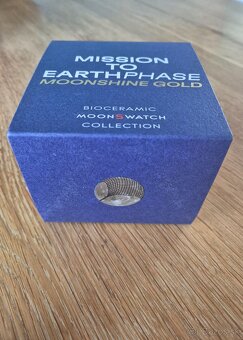 MISSION
TO
EARTHPHASE
MOONSHINE GOLD
BIOCERAMIC
MOONSWATCH
COLLECTION